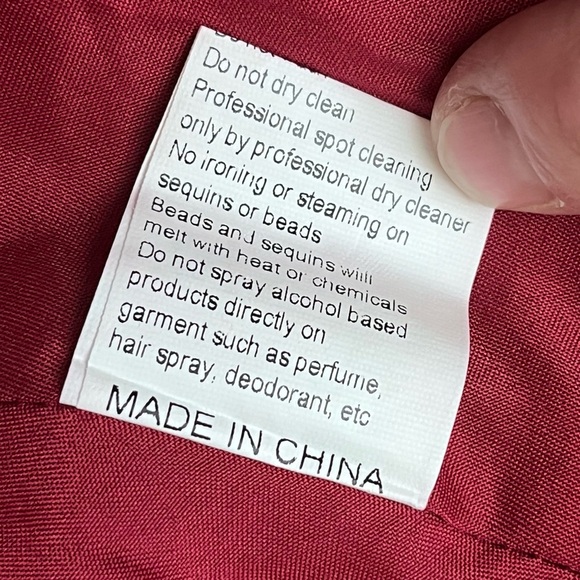 Do not dry clean
Professional spot cleaning
only by professional dry cleaner
No ironing or steaming on
sequins or beads
Beads and sequins will
melt with heat or chemicals
Do not spray alcohol based
products directly on
garment such as perfume,
hair spray, deodorant, etc
MADE IN CHINA